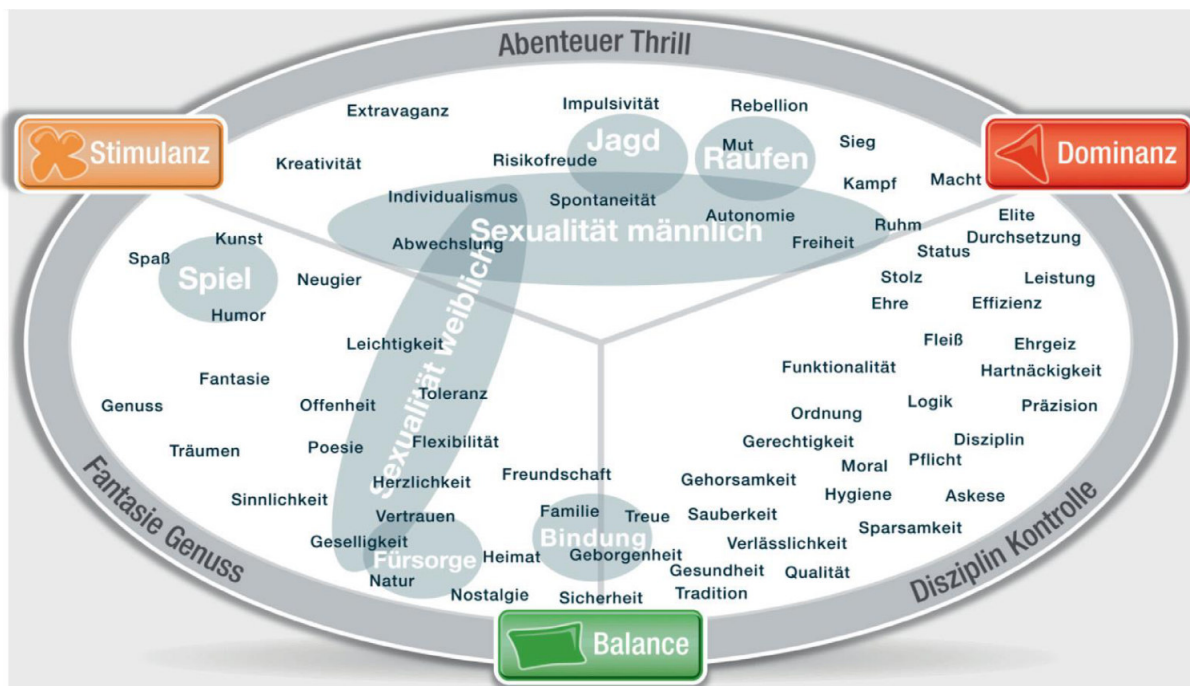 Abenteuer Thrill
Extravaganz
Impulsivität
Rebellion
Stimulanz
Jagd
Mut
Raufen
Sieg
Dominanz
Kreativität
Risikofreude
Kampf
Macht
Individualismus
Spontaneität
Autonomie
Ruhm
Elite
Sexualität männlich
Abwechslung
Freiheit
Kunst
Durchsetzung
Status
Spaß
Spiel
Neugier
Stolz
Leistung
Humor
Ehre
Effizienz
Leichtigkeit
Sexualität weiblich
Fleiß
Ehrgeiz
Funktionalität
Hartnäckigkeit
Fantasie
Toleranz
Genuss
Offenheit
Logik
Präzision
Ordnung
Träumen
Poesie
Flexibilität
Gerechtigkeit
Disziplin
Moral
Pflicht
Freundschaft
Herzlichkeit
Gehorsamkeit
Hygiene
Askese
Sinnlichkeit
Vertrauen
Familie
Treue
Sauberkeit
Sparsamkeit
Geselligkeit
Bindung
Verlässlichkeit
Fürsorge
Heimat
Geborgenheit
Gesundheit
Qualität
Natur
Nostalgie
Sicherheit
Tradition
Fantasie Genuss
Disziplin Kontrolle
Balance